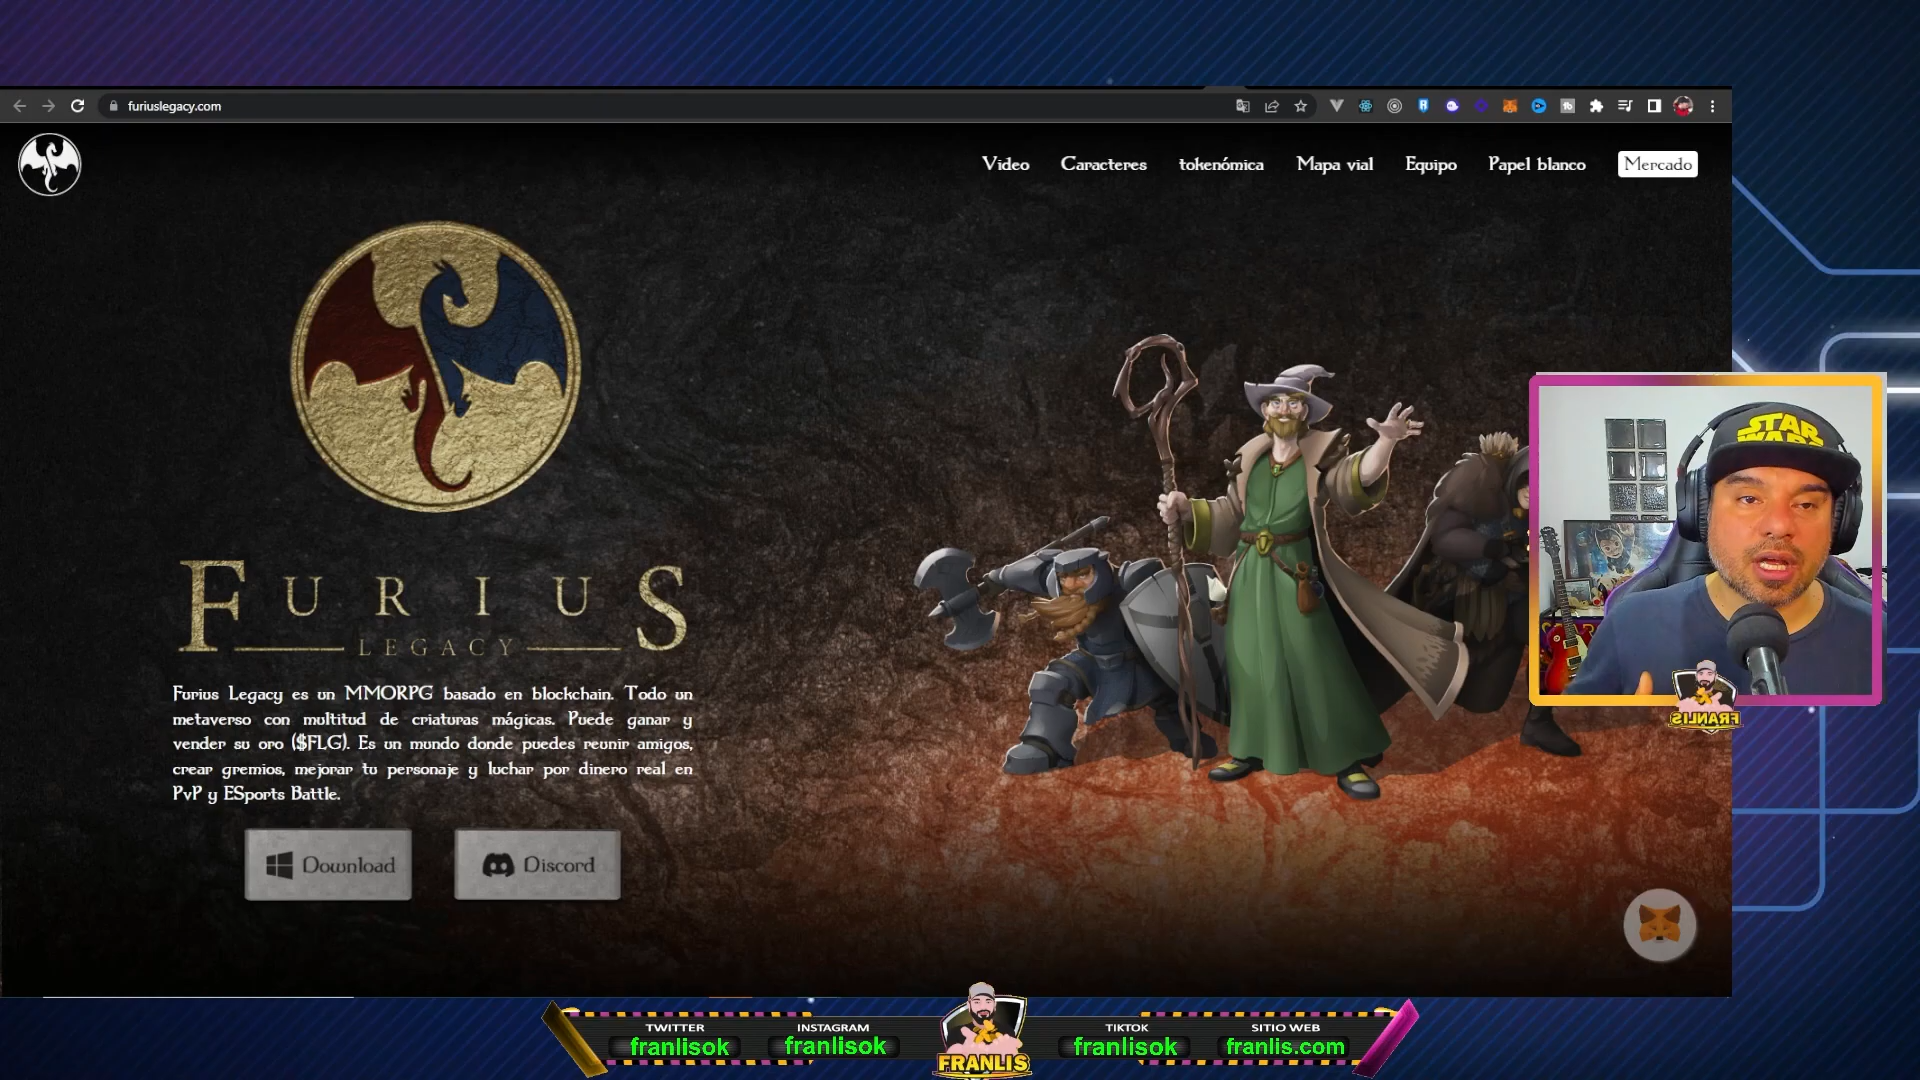 furiuslegacy.com
Video Caracteres tokenómica Mapa vial Equipo Papel blanco Mercado
FURIUS
LEGACY
Furius Legacy es un MMORPG basado en blockchain. Todo un
metaverso con multitud de criaturas mágicas. Puede ganar y
vender su oro ($FLG). Es un mundo donde puedes reunir amigos,
crear gremios, mejorar tu personaje y luchar por dinero real en
PvP y ESports Battle.
Download Discord
STAR
WARS
FRANLIS
TWITTER INSTAGRAM TIKTOK SITIO WEB
franlisok franlisok franlisok franlis.com
FRANLIS